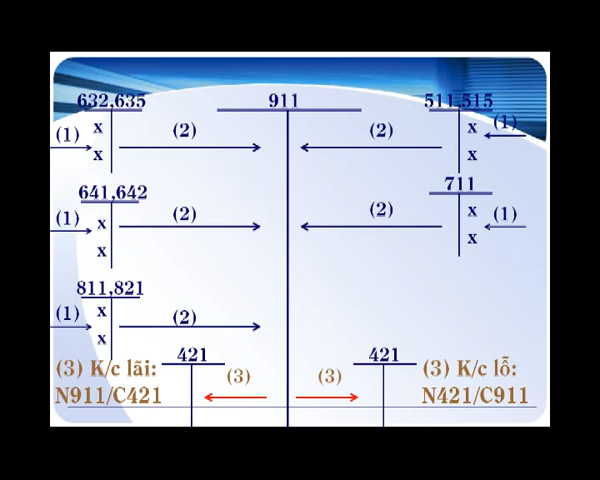 632,635 911 511,515
(1) x (2) (2) x (1)
x x
641,642 711
(1) x (2) (2) x (1)
x x
811,821
(1) x (2)
x
421 421
(3) K/c lãi: (3) (3) (3) K/c lỗ:
N911/C421 N421/C911